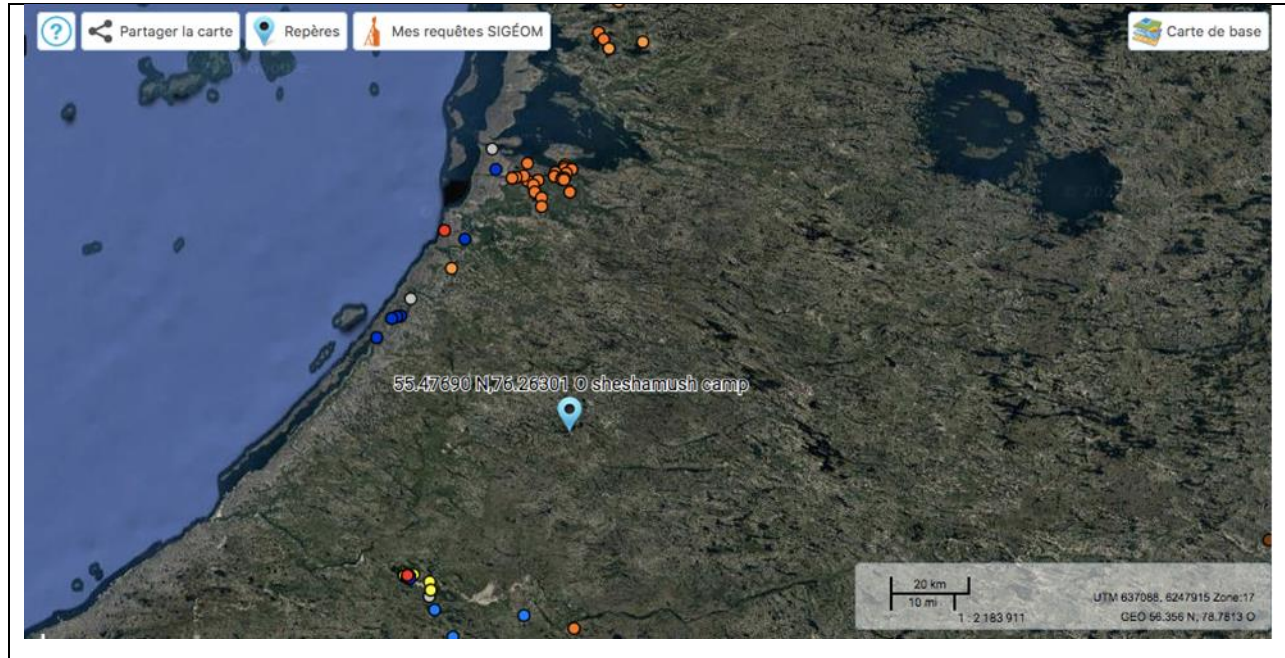 ?
Partager la carte
Repères
Mes requêtes SIGÉOM
Carte de base
55.47690 N,76.26301 O sheshamush camp
20 km
10 mi
1 : 2 183 911
UTM 637088, 6247915 Zone:17
GEO 56.356 N, 78.7813 O